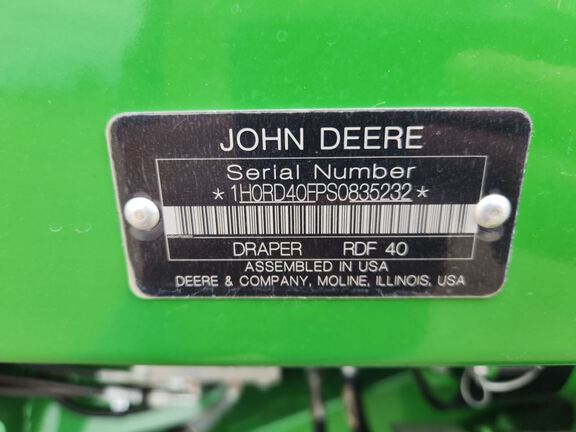 JOHN DEERE
Serial Number
*1H0RD40FPS0835232*
DRAPER RDF 40
ASSEMBLED IN USA
DEERE & COMPANY, MOLINE, ILLINOIS, USA